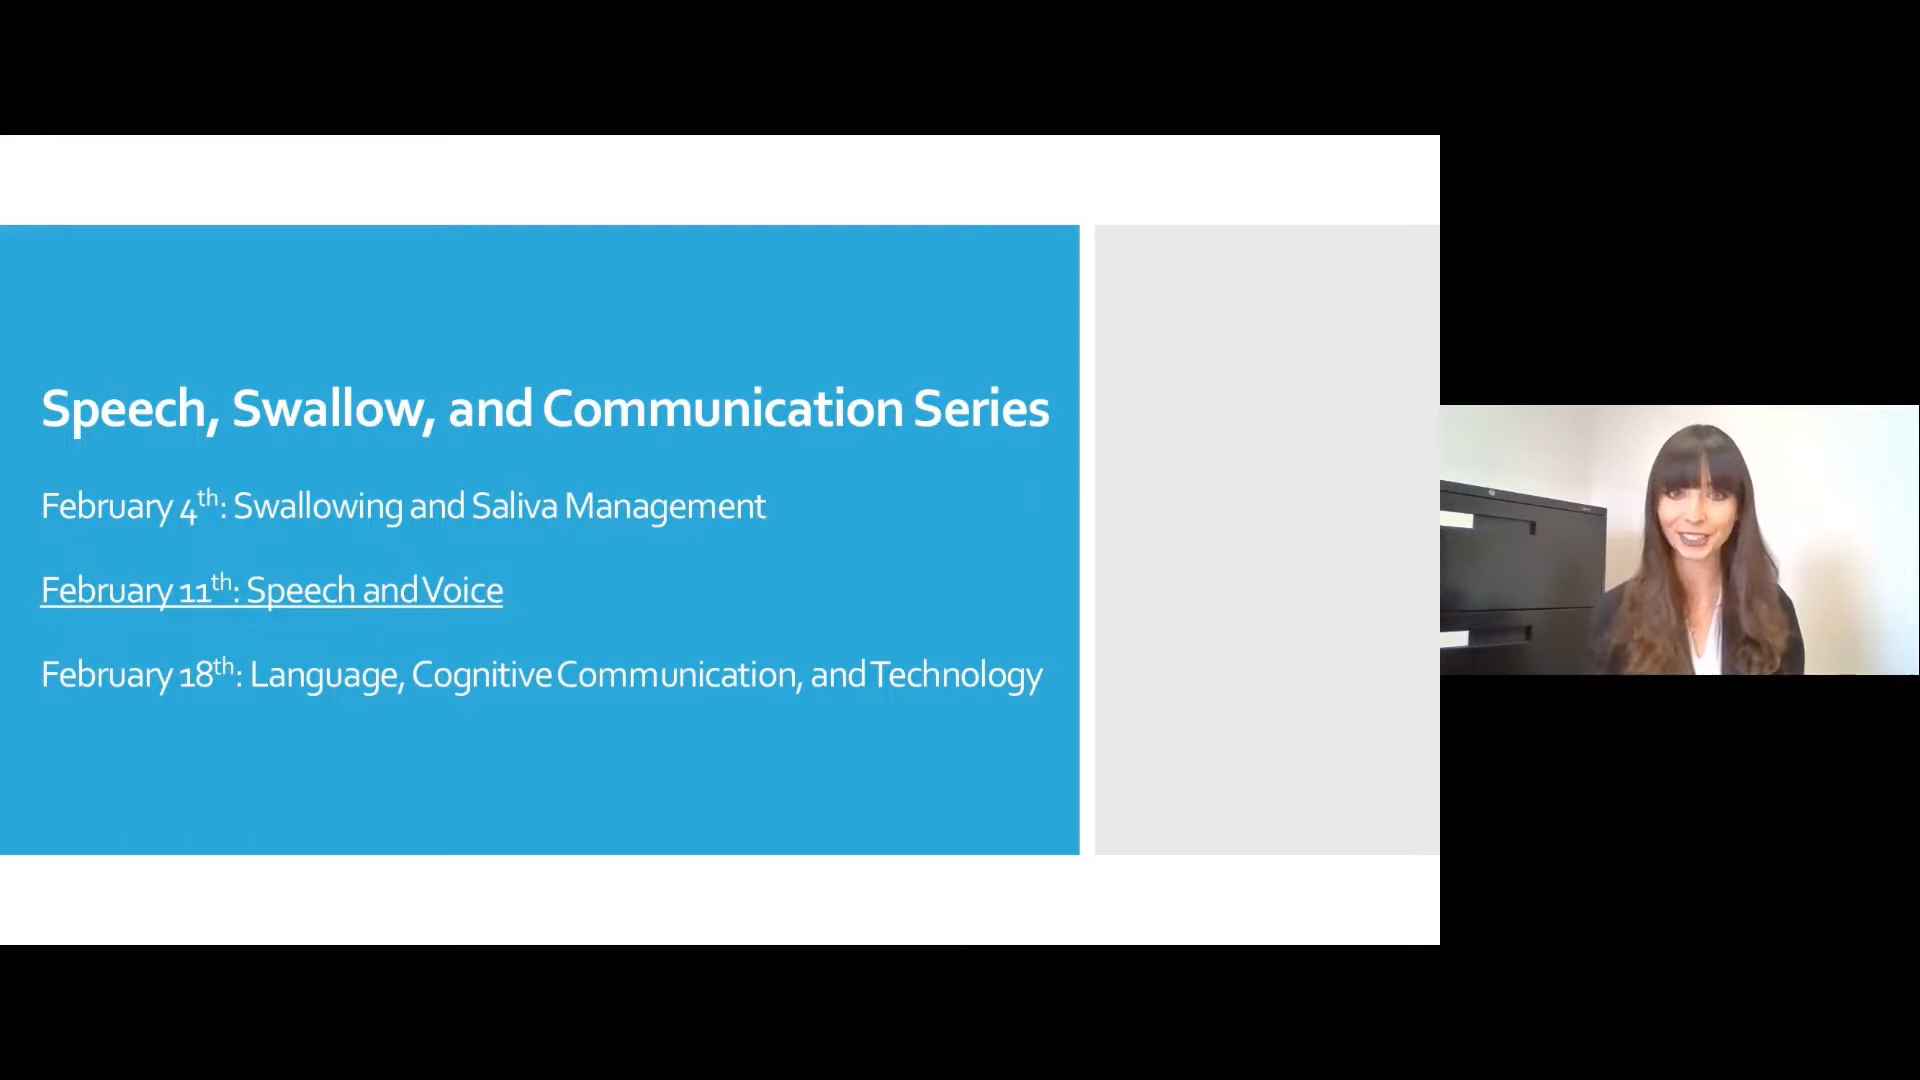 Speech, Swallow, and Communication Series
February 4th: Swallowing and Saliva Management
February 11th: Speech and Voice
February 18th: Language, Cognitive Communication, and Technology